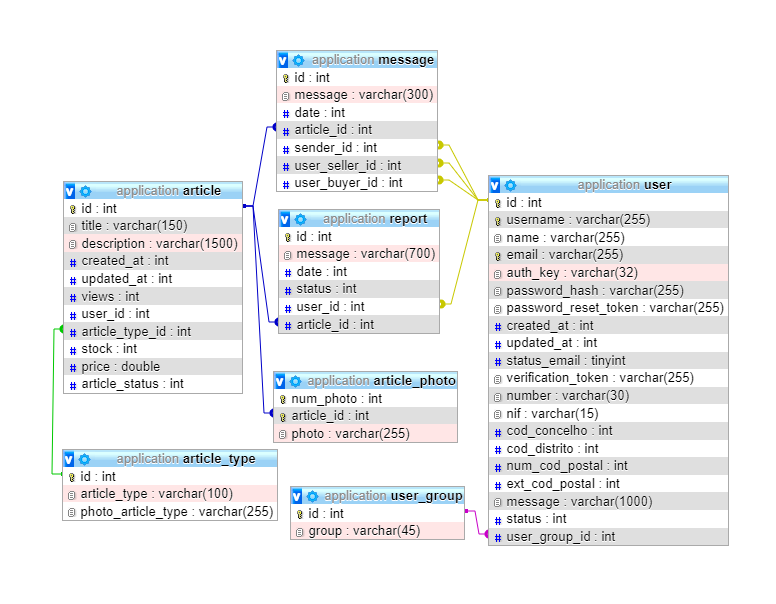 application message
id : int
message : varchar(300)
date : int
article_id : int
sender_id : int
user_seller_id : int
user_buyer_id : int
application article
id : int
title : varchar(150)
description : varchar(1500)
created_at : int
updated_at : int
views : int
user_id : int
article_type_id : int
stock : int
price : double
article_status : int
application report
id : int
message : varchar(700)
date : int
status : int
user_id : int
article_id : int
application user
id : int
username : varchar(255)
name : varchar(255)
email : varchar(255)
auth_key : varchar(32)
password_hash : varchar(255)
password_reset_token : varchar(255)
created_at : int
updated_at : int
status_email : tinyint
verification_token : varchar(255)
number : varchar(30)
nif : varchar(15)
cod_concelho : int
cod_distrito : int
num_cod_postal : int
ext_cod_postal : int
message : varchar(1000)
status : int
user_group_id : int
application article_photo
num_photo : int
article_id : int
photo : varchar(255)
application article_type
id : int
article_type : varchar(100)
photo_article_type : varchar(255)
application user_group
id : int
group : varchar(45)